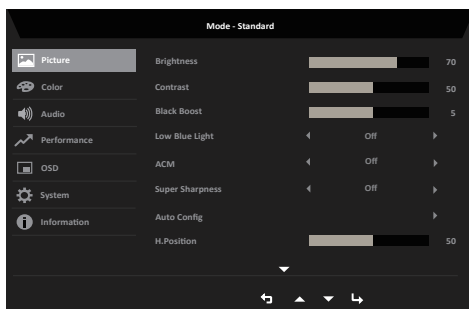 Mode - Standard
Picture
Brightness 70
Color
Contrast 50
Audio
Black Boost 5
Performance
Low Blue Light Off
OSD
ACM Off
System
Super Sharpness Off
Information
Auto Config
H.Position 50